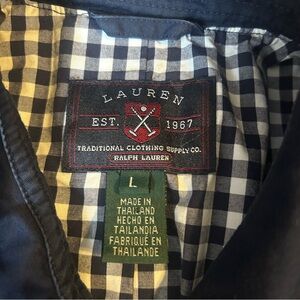 LAUREN
EST. 1967
TRADITIONAL CLOTHING SUPPLY CO.
RALPH LAUREN
L
MADE IN
THAILAND
HECHO EN
TAILANDIA
FABRIQUÉ EN
THAÏLANDE